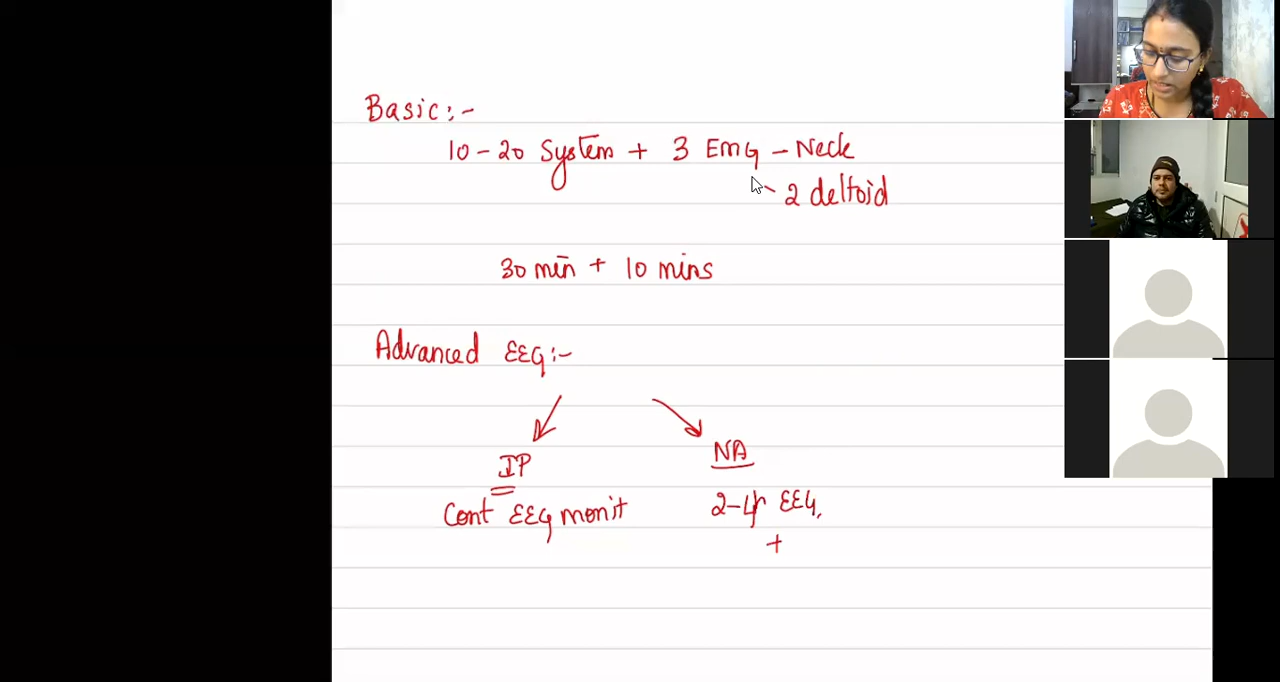 Basic:-
10-20 System + 3 EMG - Neck
- 2 deltoid
30 min + 10 mins
Advanced EEG:-
IP
NA
Cont EEG monit
2-4 EEG.
+